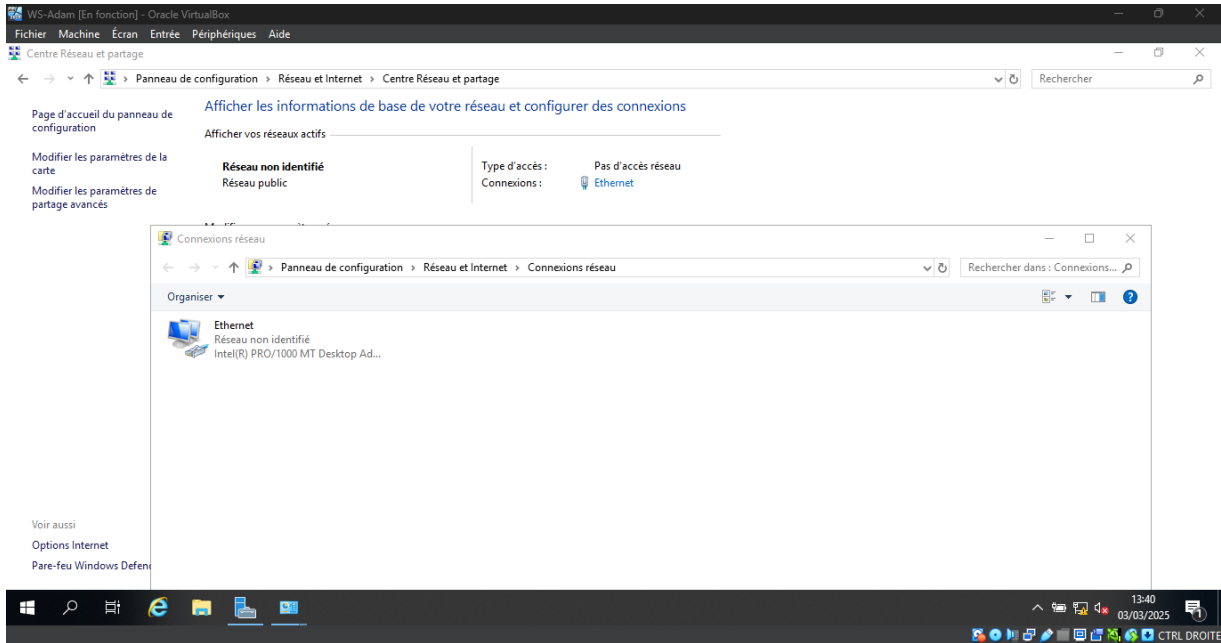 WS-Adam [En fonction] - Oracle VirtualBox
Fichier Machine Écran Entrée Périphériques Aide
Centre Réseau et partage
Panneau de configuration > Réseau et Internet > Centre Réseau et partage
Rechercher
Page d'accueil du panneau de
configuration
Modifier les paramètres de la
carte
Modifier les paramètres de
partage avancés
Afficher les informations de base de votre réseau et configurer des connexions
Afficher vos réseaux actifs
Réseau non identifié
Réseau public
Type d'accès : Pas d'accès réseau
Connexions : Ethernet
Connexions réseau
Panneau de configuration > Réseau et Internet > Connexions réseau
Rechercher dans : Connexions...
Organiser
Ethernet
Réseau non identifié
Intel(R) PRO/1000 MT Desktop Ad...
Voir aussi
Options Internet
Pare-feu Windows Defen
13:40
03/03/2025
CTRL DROITE